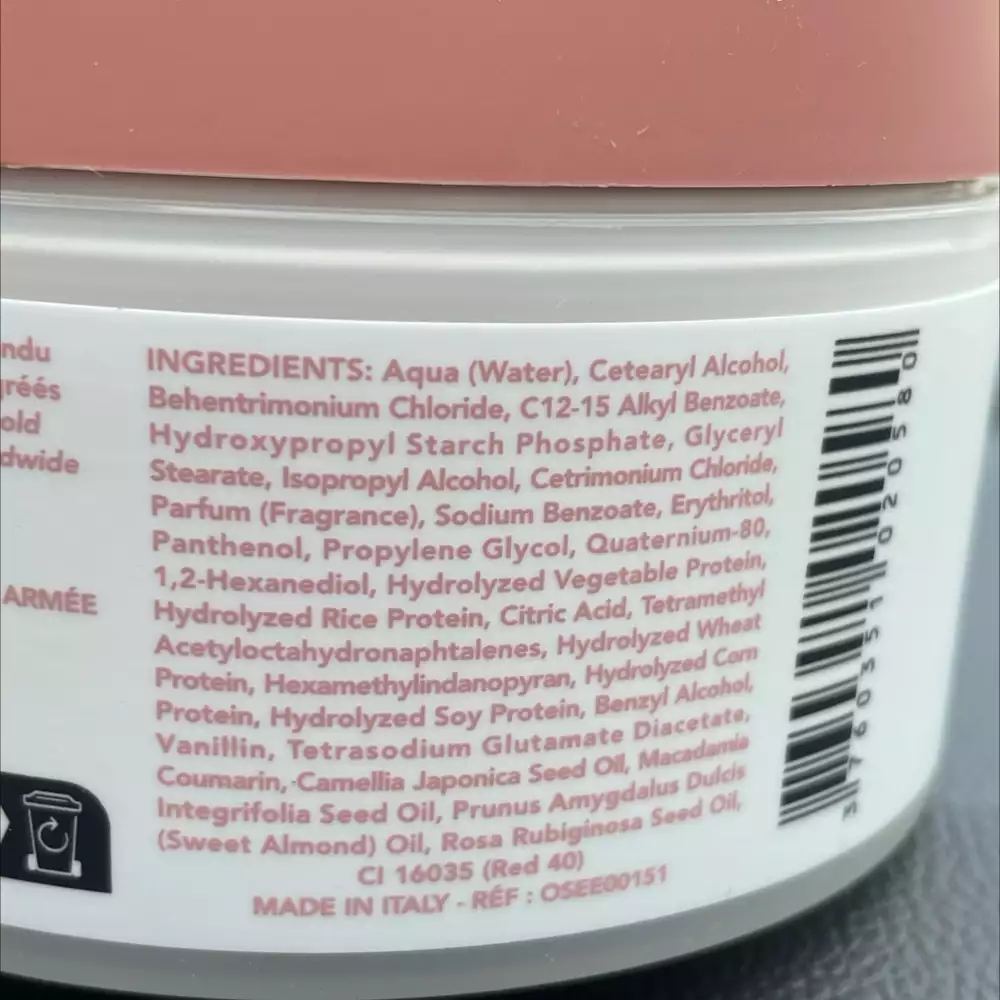 ndu
gréés
old
dwide
ARMÉE
INGREDIENTS: Aqua (Water), Cetearyl Alcohol,
Behentrimonium Chloride, C12-15 Alkyl Benzoate,
Hydroxypropyl Starch Phosphate, Glyceryl
Stearate, Isopropyl Alcohol, Cetrimonium Chloride,
Parfum (Fragrance), Sodium Benzoate, Erythritol,
Panthenol, Propylene Glycol, Quaternium-80,
1,2-Hexanediol, Hydrolyzed Vegetable Protein,
Hydrolyzed Rice Protein, Citric Acid, Tetramethyl
Acetyloctahydronaphtalenes, Hydrolyzed Wheat
Protein, Hexamethylindanopyran, Hydrolyzed Corn
Protein, Hydrolyzed Soy Protein, Benzyl Alcohol,
Vanillin, Tetrasodium Glutamate Diacetate,
Coumarin, Camellia Japonica Seed Oil, Macadamia
Integrifolia Seed Oil, Prunus Amygdalus Dulcis
(Sweet Almond) Oil, Rosa Rubiginosa Seed Oil,
CI 16035 (Red 40)
MADE IN ITALY - RÉF : OSEE00151
3 760351 020580